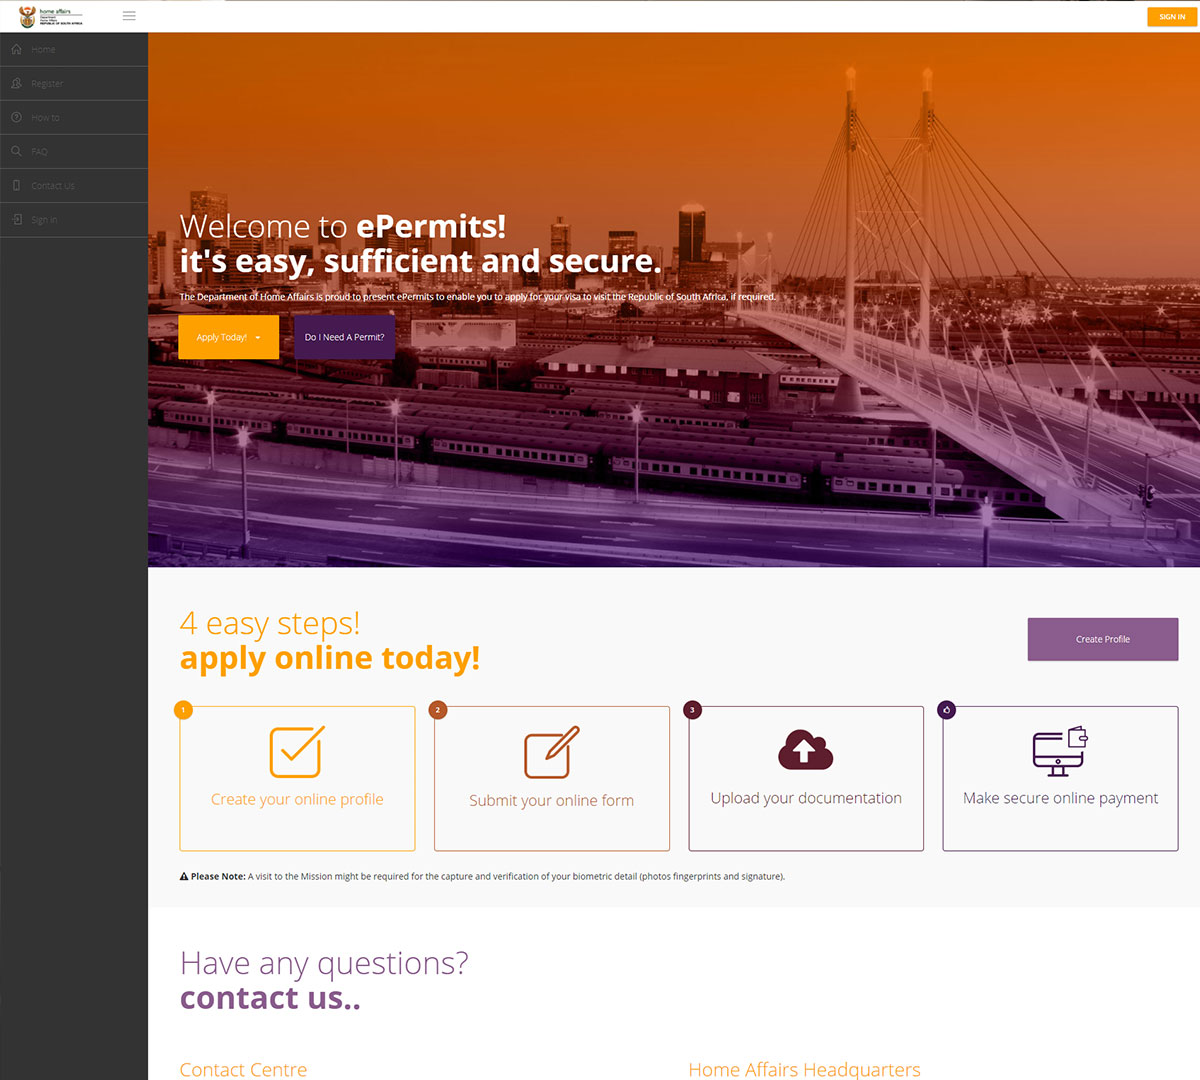 home affairs
Department:
Home Affairs
REPUBLIC OF SOUTH AFRICA
SIGN IN
Home
Register
How to
FAQ
Contact Us
Sign In
Welcome to ePermits!
it's easy, sufficient and secure.
The Department of Home Affairs is proud to present ePermits to enable you to apply for your visa to visit the Republic of South Africa, if required.
Apply Today!
Do I Need A Permit?
4 easy steps!
apply online today!
Create Profile
1
Create your online profile
2
Submit your online form
3
Upload your documentation
Make secure online payment
Please Note: A visit to the Mission might be required for the capture and verification of your biometric detail (photos fingerprints and signature).
Have any questions?
contact us..
Contact Centre
Home Affairs Headquarters